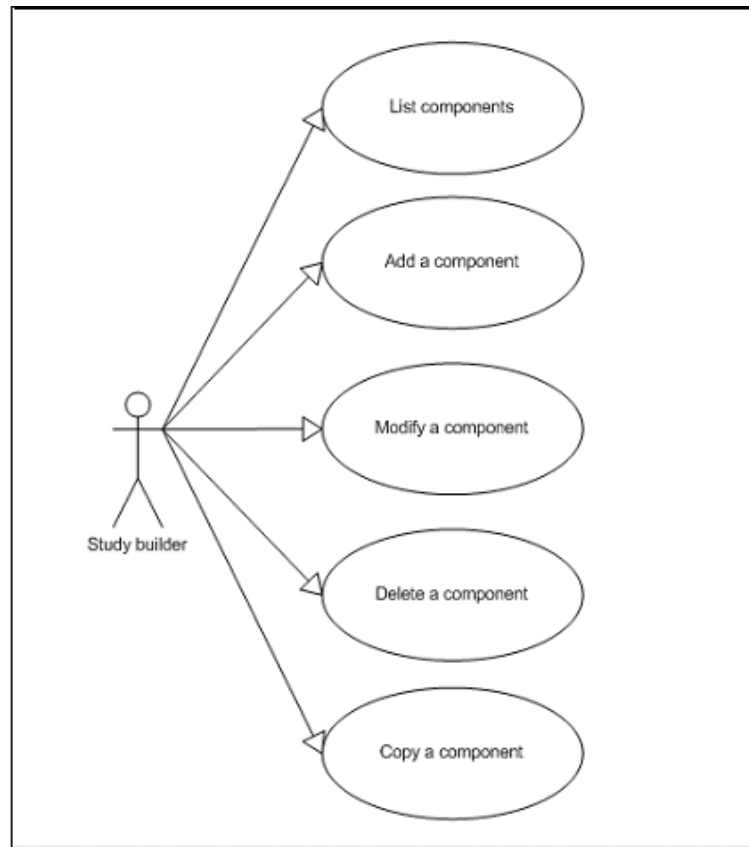 List components
Add a component
Modify a component
Study builder
Delete a component
Copy a component